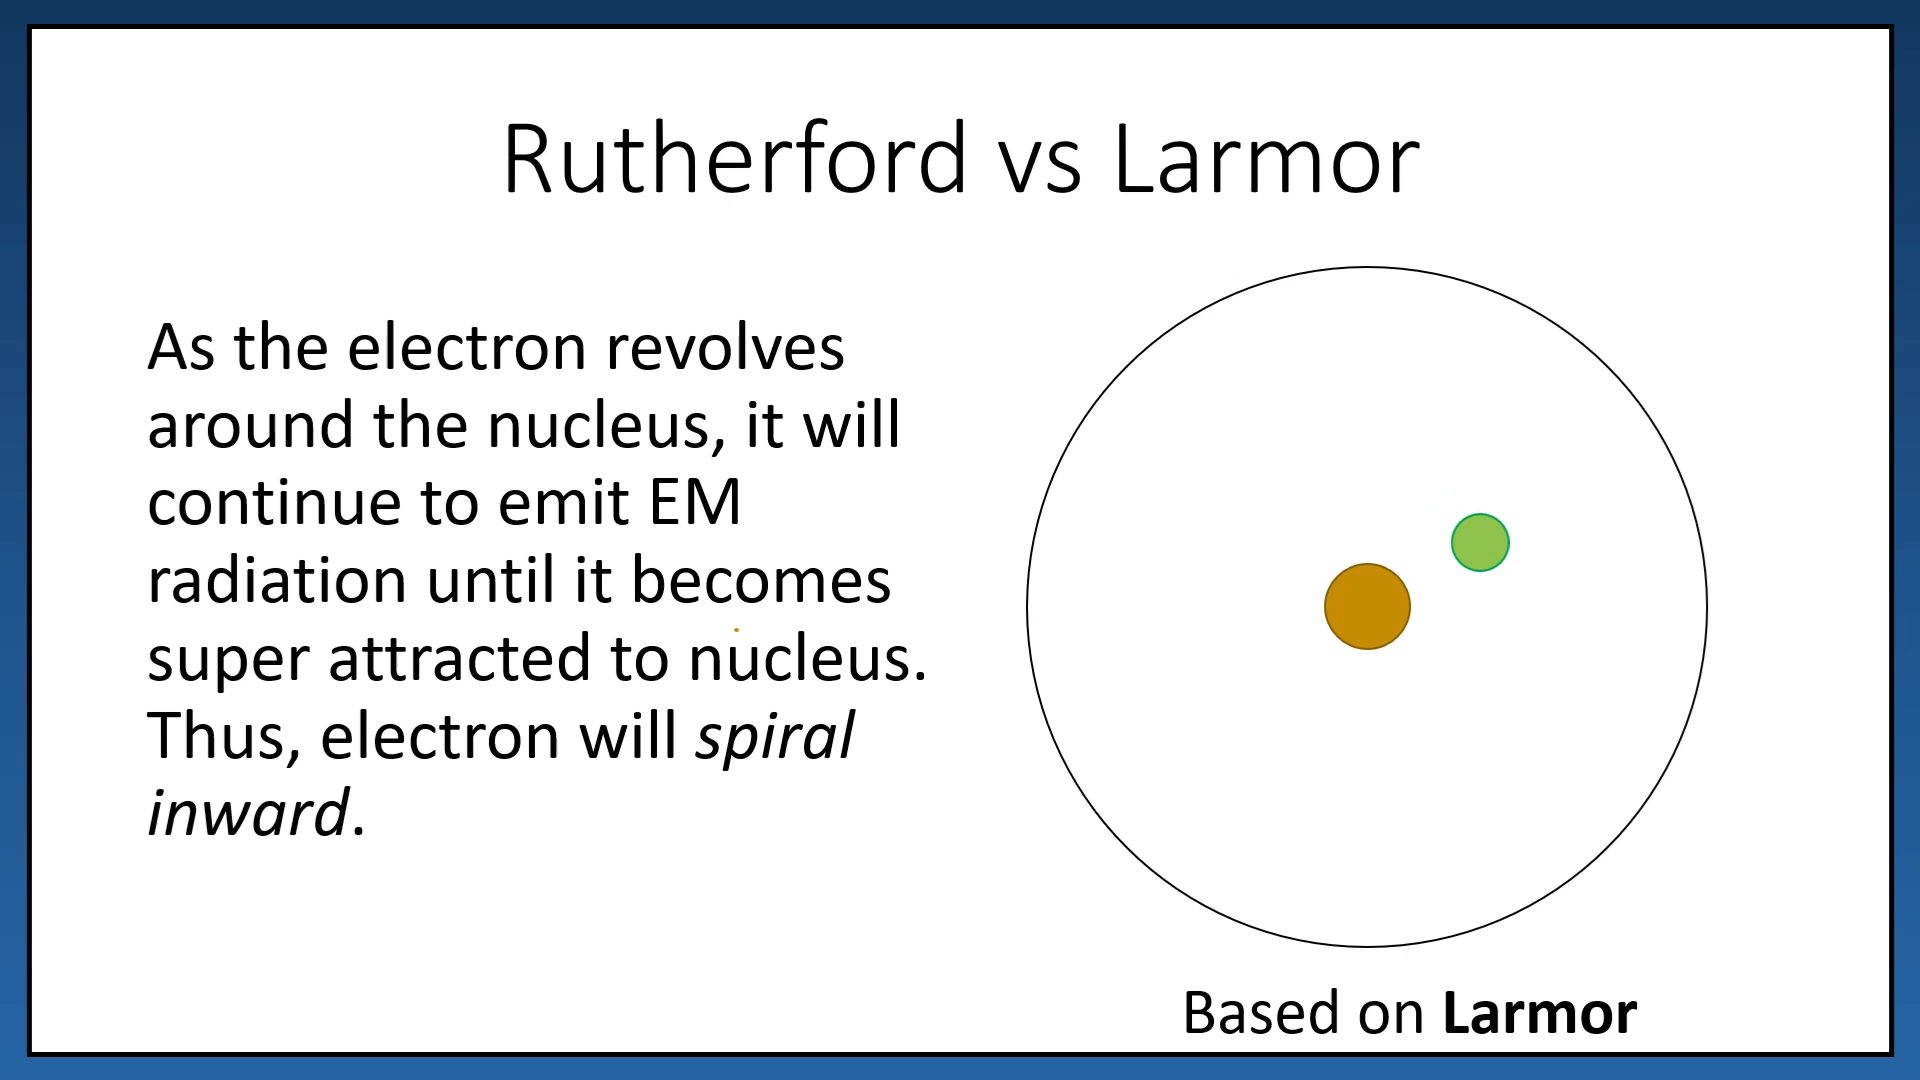 Rutherford vs Larmor
As the electron revolves
around the nucleus, it will
continue to emit EM
radiation until it becomes
super attracted to nucleus.
Thus, electron will spiral
inward.
Based on Larmor